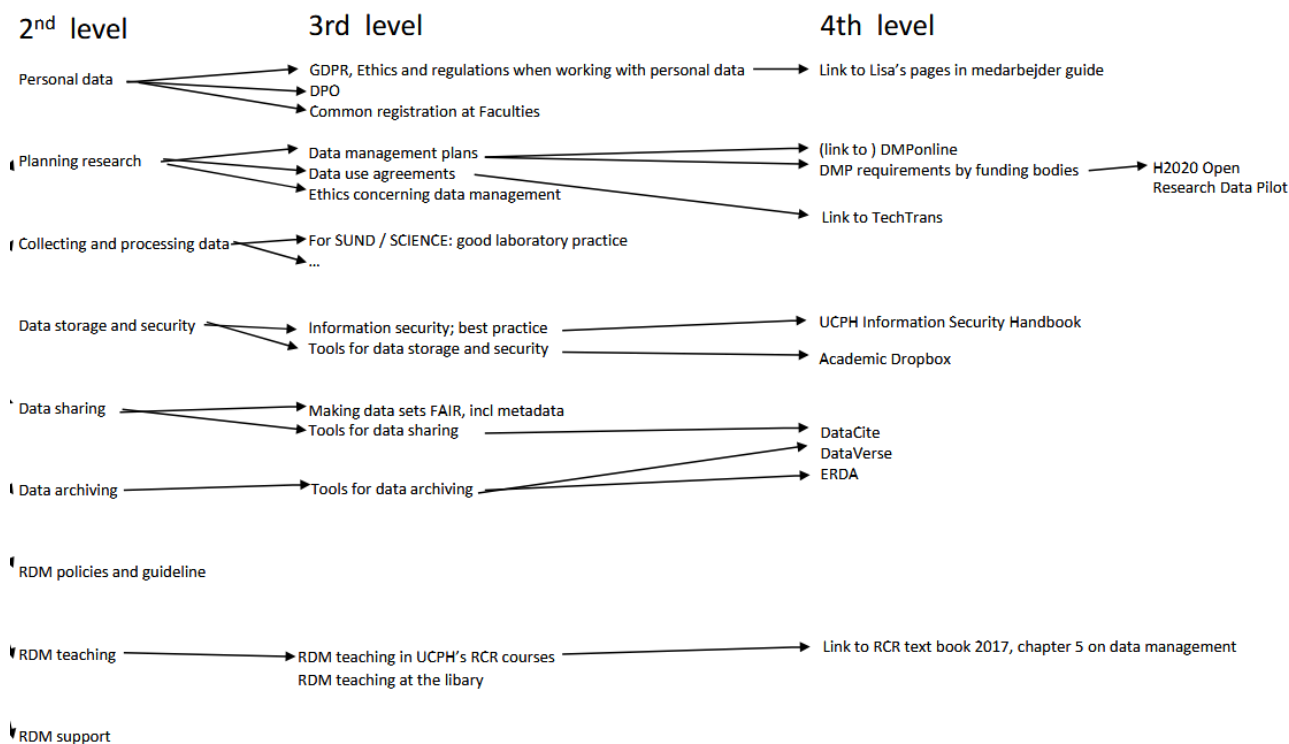 2nd level
3rd level
4th level
Personal data
GDPR, Ethics and regulations when working with personal data
Link to Lisa's pages in medarbejder guide
DPO
Common registration at Faculties
Planning research
Data management plans
(link to ) DMPonline
Data use agreements
DMP requirements by funding bodies
H2020 Open
Research Data Pilot
Ethics concerning data management
Link to TechTrans
Collecting and processing data
For SUND / SCIENCE: good laboratory practice
...
Data storage and security
Information security; best practice
UCPH Information Security Handbook
Tools for data storage and security
Academic Dropbox
Data sharing
Making data sets FAIR, incl metadata
Tools for data sharing
DataCite
DataVerse
ERDA
Data archiving
Tools for data archiving
RDM policies and guideline
RDM teaching
RDM teaching in UCPH's RCR courses
Link to RCR text book 2017, chapter 5 on data management
RDM teaching at the libary
RDM support